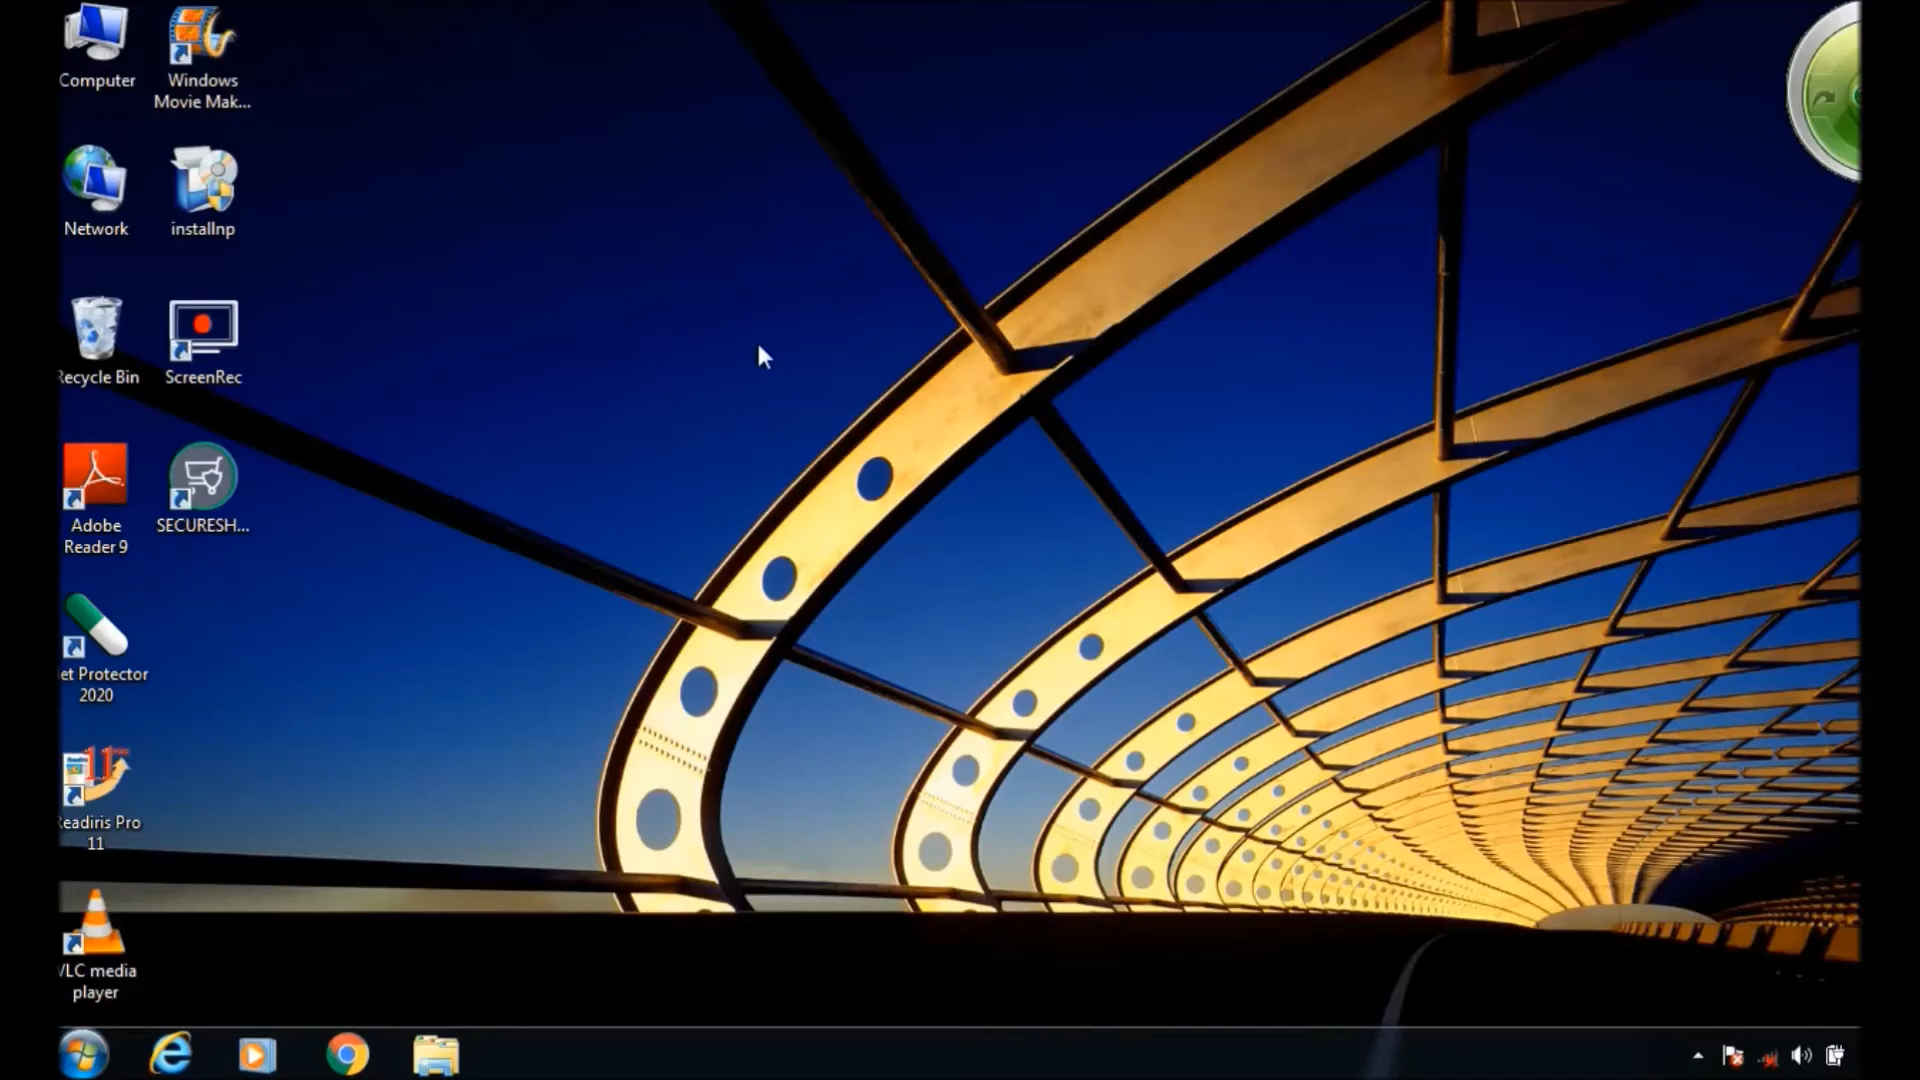 Computer
Windows
Movie Mak...
Network
installnp
Recycle Bin
ScreenRec
Adobe
Reader 9
SECURESH...
et Protector
2020
Readiris Pro
11
VLC media
player